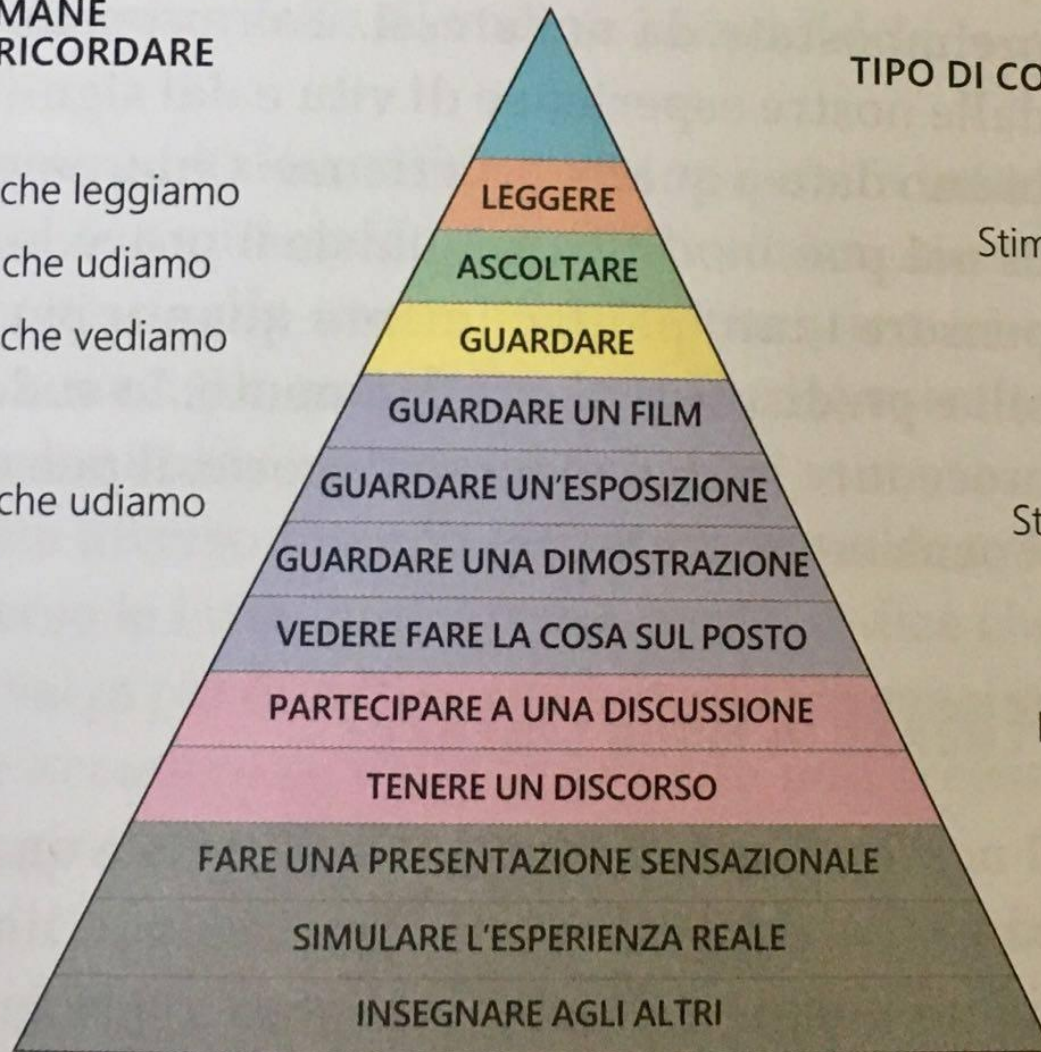 MANE
RICORDARE
TIPO DI CO
che leggiamo
LEGGERE
Stim
che udiamo
ASCOLTARE
che vediamo
GUARDARE
GUARDARE UN FILM
GUARDARE UN'ESPOSIZIONE
che udiamo
St
GUARDARE UNA DIMOSTRAZIONE
VEDERE FARE LA COSA SUL POSTO
PARTECIPARE A UNA DISCUSSIONE
TENERE UN DISCORSO
FARE UNA PRESENTAZIONE SENSAZIONALE
SIMULARE L'ESPERIENZA REALE
INSEGNARE AGLI ALTRI